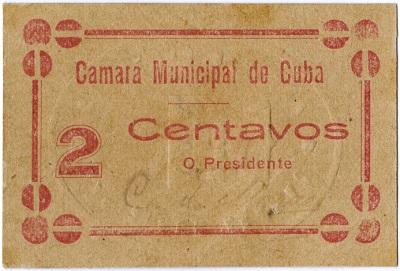 Camara Municipal de Cuba
2 Centavos
O Presidente